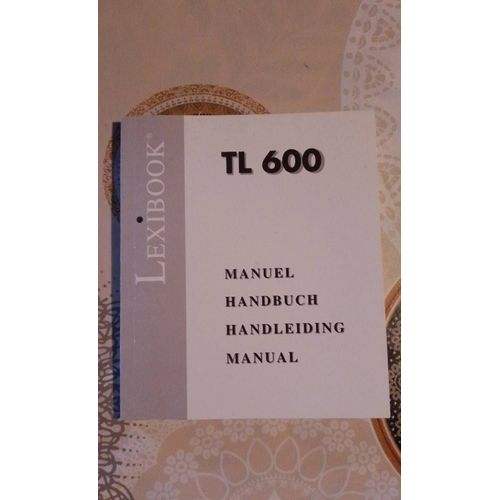 LEXIBOOK®
TL 600
MANUEL
HANDBUCH
HANDLEIDING
MANUAL